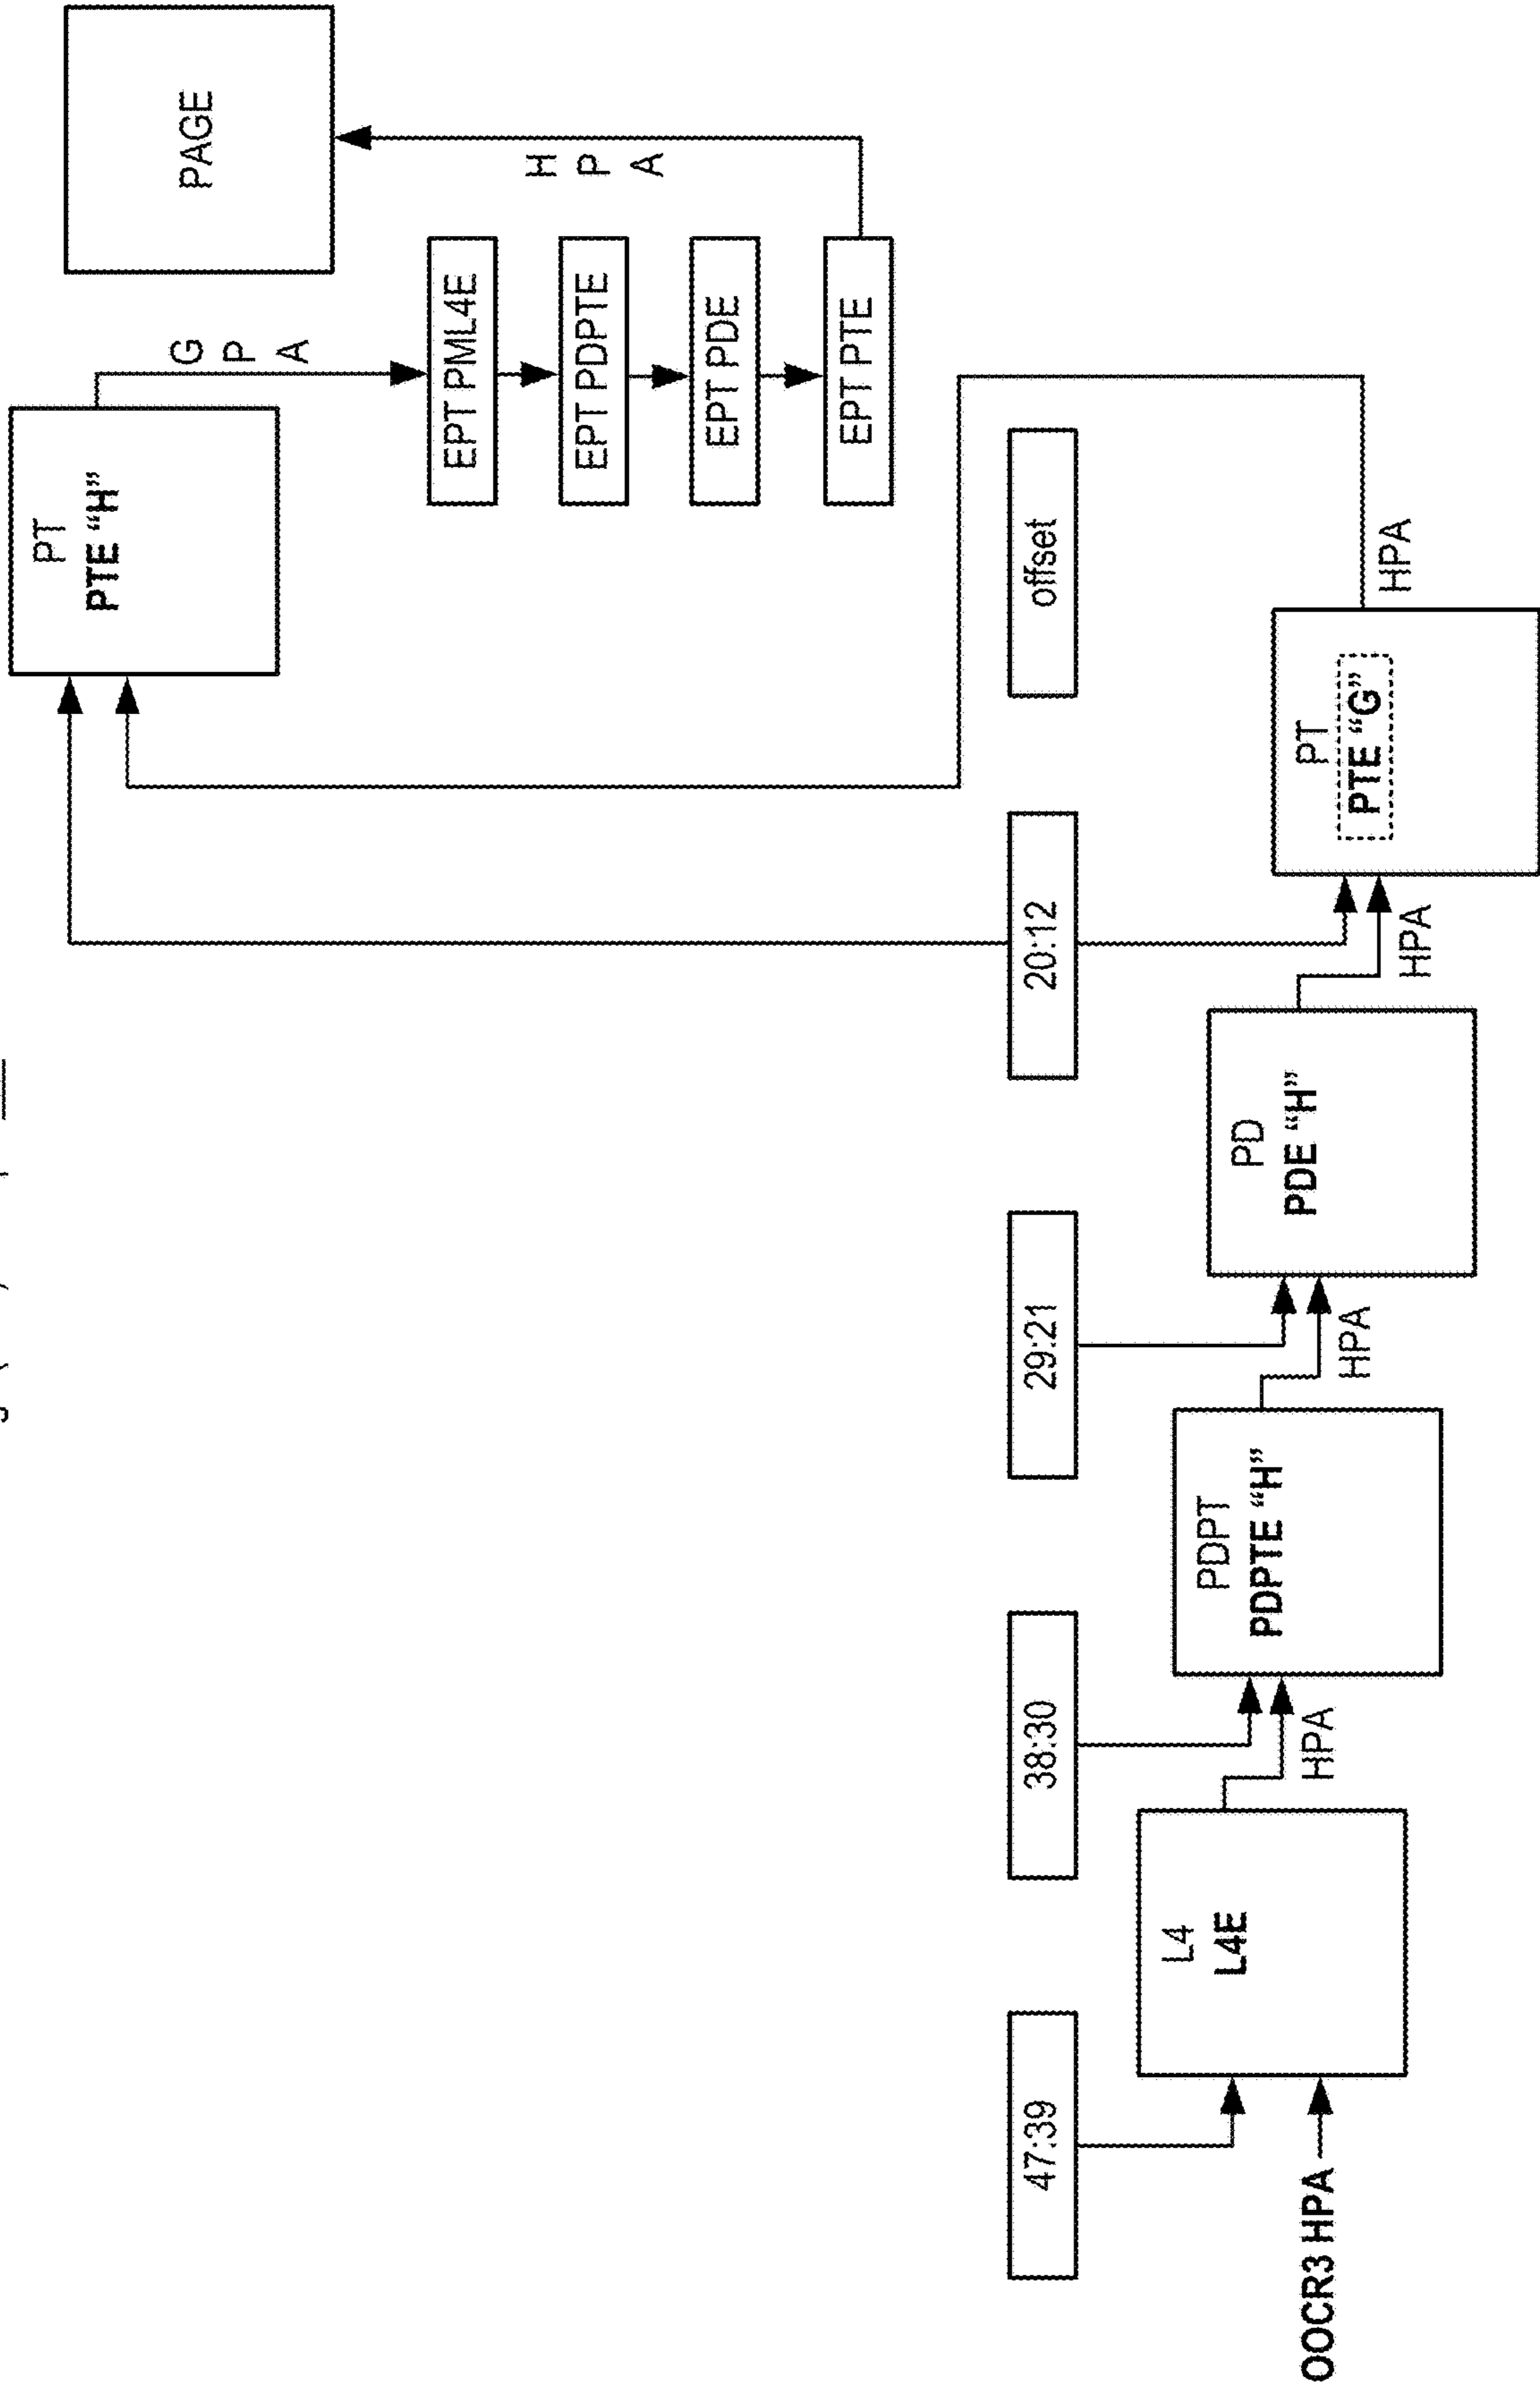 PAGE
PT
PTE “H”
G
P
A
EPT PML4E
EPT PDPTE
EPT PDE
EPT PTE
H
P
A
47:39
38:30
29:21
20:12
offset
OOCR3 HPA
L4
L4E
HPA
PDPT
PDPTE “H”
HPA
PD
PDE “H”
HPA
PT
PTE “G”
HPA